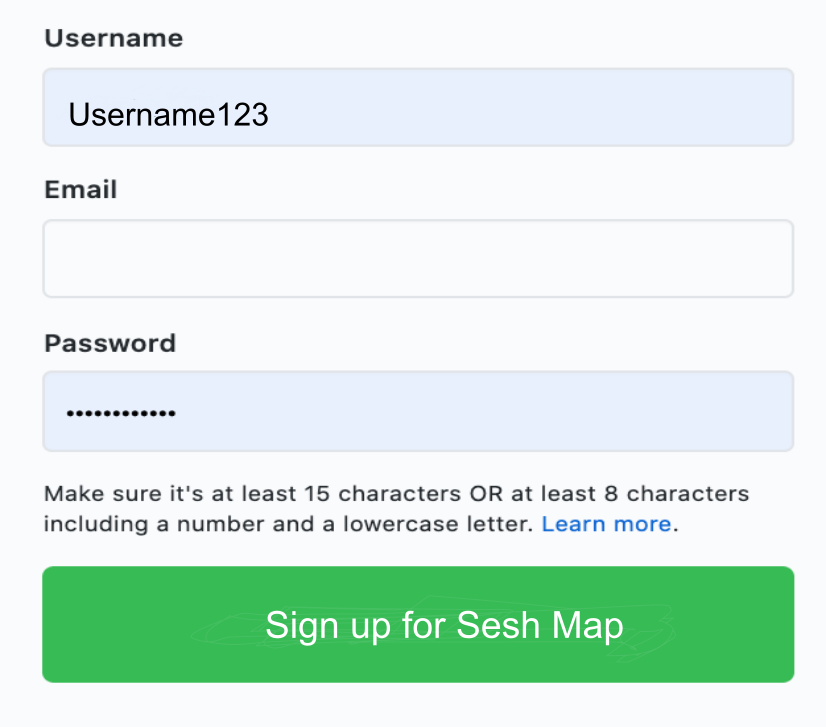 Username
Username123
Email
Password
••••••••••••
Make sure it's at least 15 characters OR at least 8 characters
including a number and a lowercase letter. Learn more.
Sign up for Sesh Map